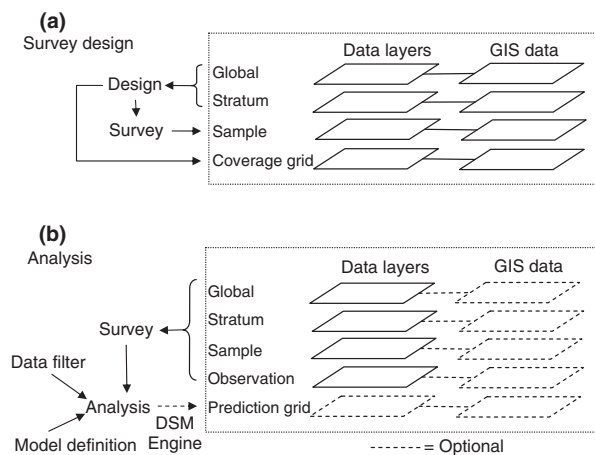 (a)
Survey design
Data layers GIS data
Global
Design
Stratum
Survey Sample
Coverage grid
(b)
Analysis
Data layers GIS data
Global
Stratum
Survey
Sample
Data filter
Observation
Analysis Prediction grid
DSM
Engine
Model definition
= Optional